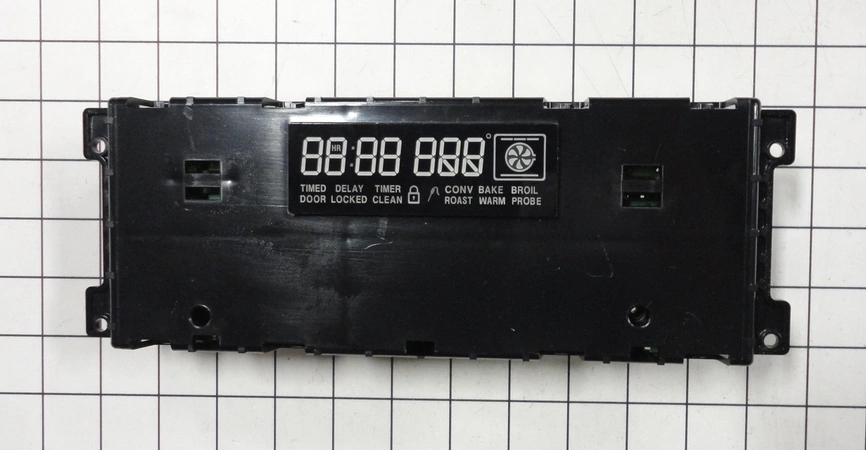 88:88 888°
HR
TIMED DELAY TIMER CONV BAKE BROIL
DOOR LOCKED CLEAN ROAST WARM PROBE